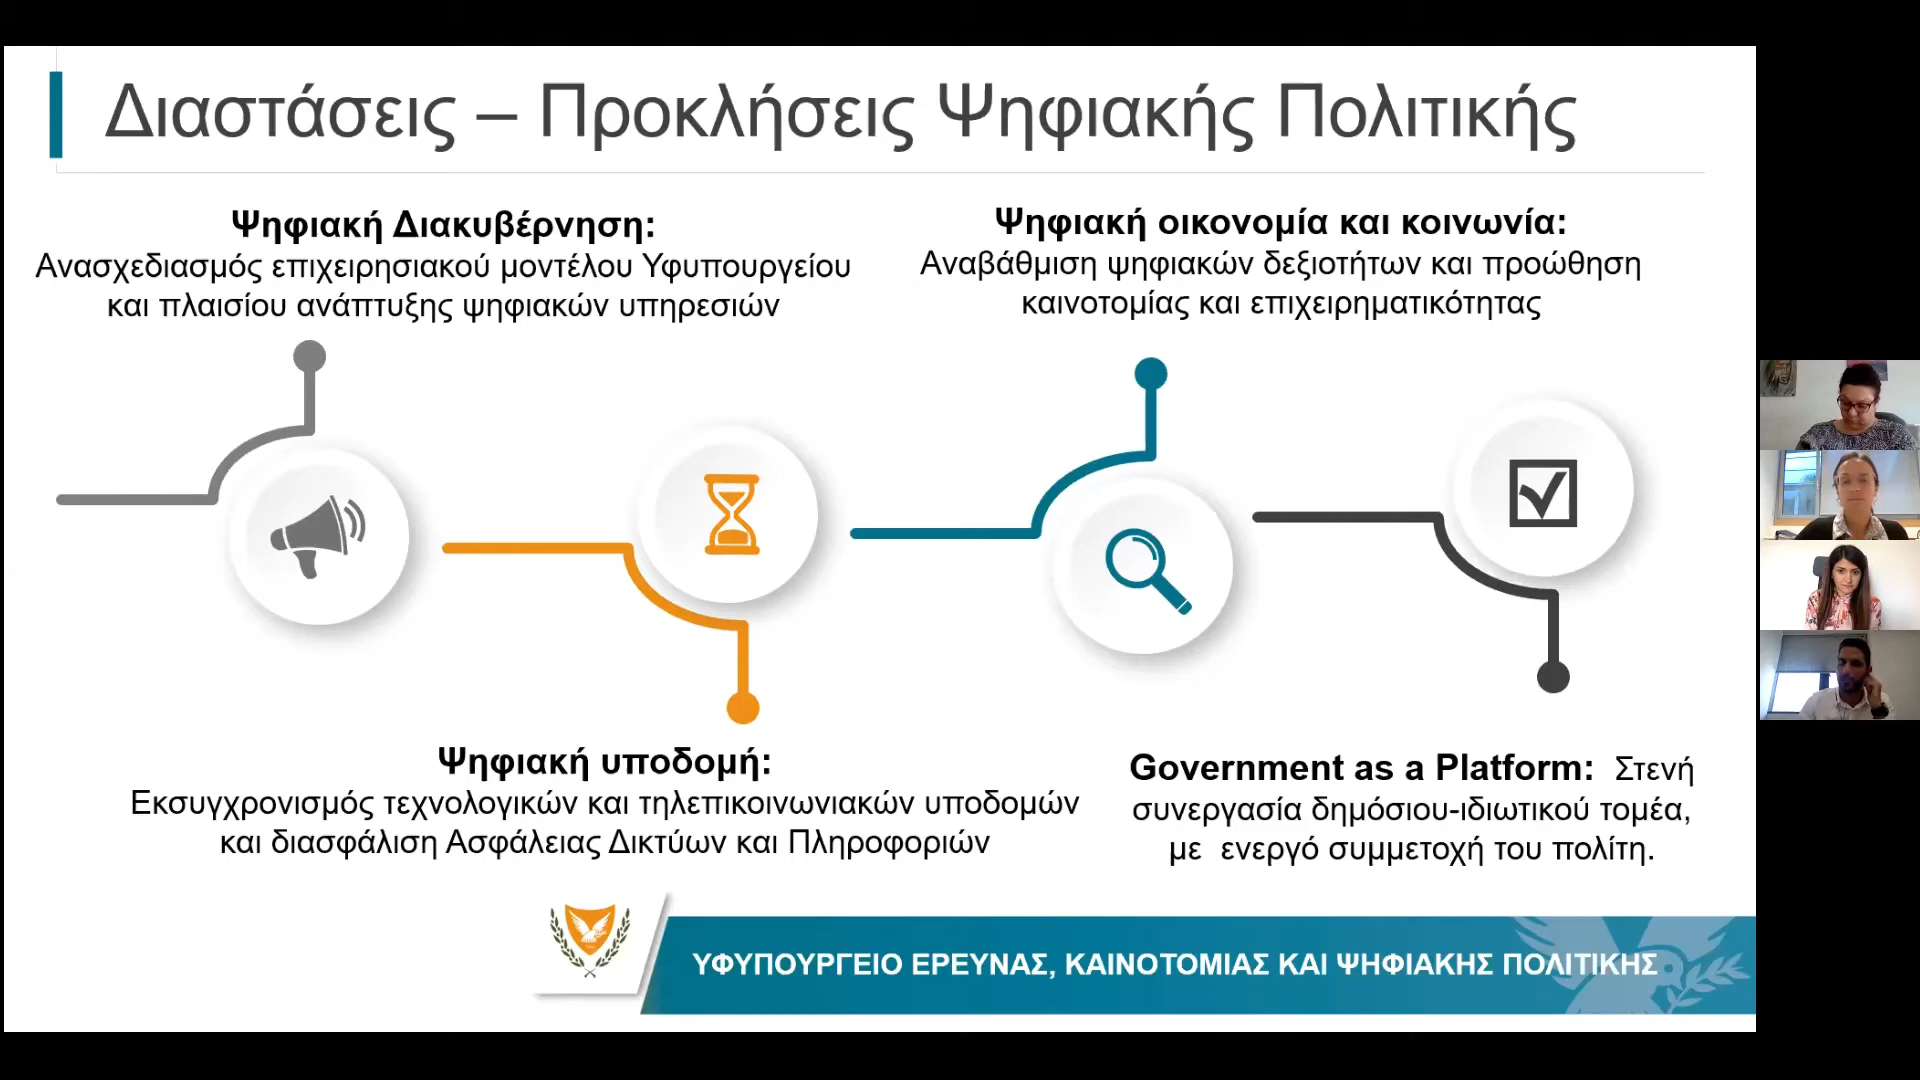 Διαστάσεις – Προκλήσεις Ψηφιακής Πολιτικής
Ψηφιακή Διακυβέρνηση:
Ανασχεδιασμός επιχειρησιακού μοντέλου Υφυπουργείου
και πλαισίου ανάπτυξης ψηφιακών υπηρεσιών
Ψηφιακή οικονομία και κοινωνία:
Αναβάθμιση ψηφιακών δεξιοτήτων και προώθηση
καινοτομίας και επιχειρηματικότητας
Ψηφιακή υποδομή:
Εκσυγχρονισμός τεχνολογικών και τηλεπικοινωνιακών υποδομών
και διασφάλιση Ασφάλειας Δικτύων και Πληροφοριών
Government as a Platform: Στενή
συνεργασία δημόσιου-ιδιωτικού τομέα,
με ενεργό συμμετοχή του πολίτη.
ΥΦΥΠΟΥΡΓΕΙΟ ΕΡΕΥΝΑΣ, ΚΑΙΝΟΤΟΜΙΑΣ ΚΑΙ ΨΗΦΙΑΚΗΣ ΠΟΛΙΤΙΚΗΣ